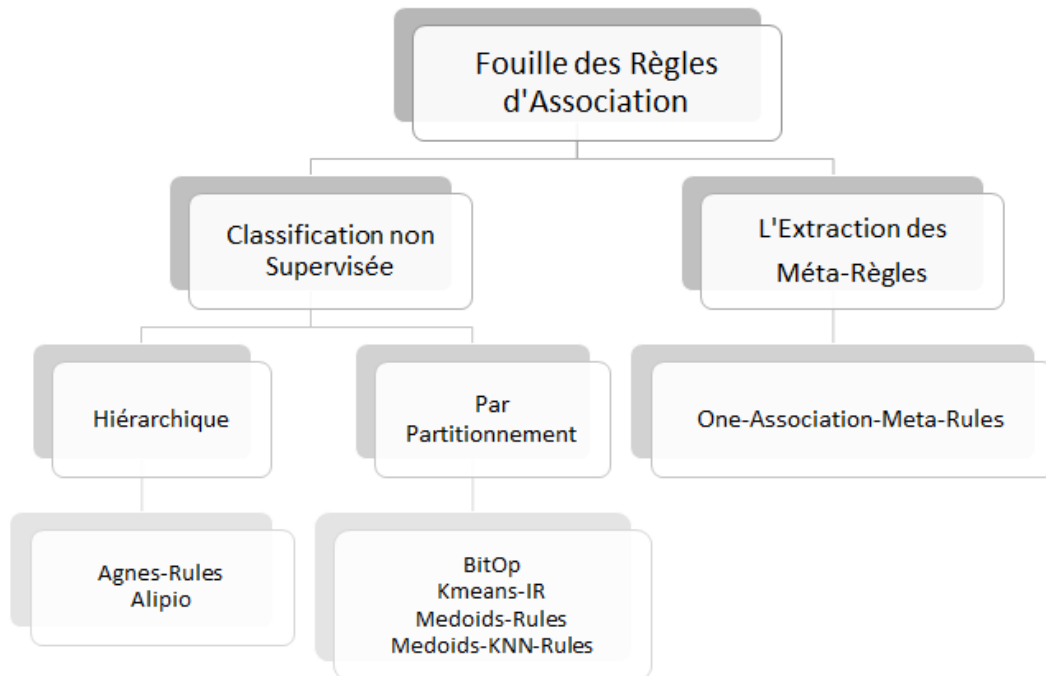 Fouille des Règles
d'Association
Classification non
Supervisée
L'Extraction des
Méta-Règles
Hiérarchique
Par
Partitionnement
One-Association-Meta-Rules
Agnes-Rules
Alipio
BitOp
Kmeans-IR
Medoids-Rules
Medoids-KNN-Rules